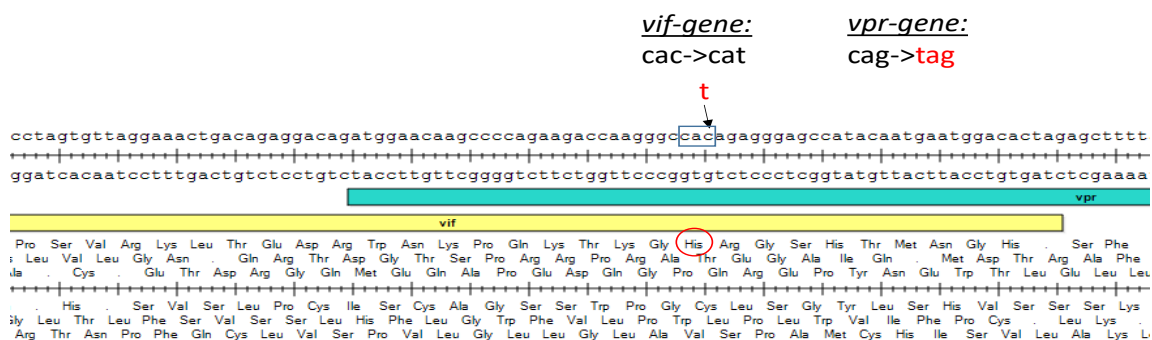 vif-gene: vpr-gene:
cac->cat cag->tag
t
cctagtgttaggaaactgacagaggacagatggaacaagccccagaagaccaagggccacagagggagccatacaatgaatggacactagagctttt
ggatcacaatcctttgactgtctcctgtctaccttgttcggggtcttctggttcccggtgtctccctcggtatgttacttacctgtgatctcgaaaa
vpr
vif
Pro Ser Val Arg Lys Leu Thr Glu Asp Arg Trp Asn Lys Pro Gln Lys Thr Lys Gly His Arg Gly Ser His Thr Met Asn Gly His . Ser Phe
s Leu Val Leu Gly Asn . Gln Arg Thr Asp Gly Thr Ser Pro Arg Arg Pro Arg Ala Thr Glu Gly Ala Ile Gln . Met Asp Thr Arg Ala Phe
Ala . Cys . Glu Thr Asp Arg Gly Gln Met Glu Gln Ala Pro Glu Asp Gln Gly Pro Gln Arg Glu Pro Tyr Asn Glu Trp Thr Leu Glu Leu Leu
. His . Ser Val Ser Leu Pro Cys Ile Ser Cys Ala Gly Ser Ser Trp Pro Gly Cys Leu Ser Gly Tyr Leu Ser His Val Ser Ser Ser Lys
Gly Leu Thr Leu Phe Ser Val Ser Ser Leu His Phe Leu Gly Trp Phe Val Leu Pro Trp Leu Pro Leu Trp Val Ile Phe Pro Cys . Leu Lys .
Arg Thr Asn Pro Phe Gln Cys Leu Val Ser Pro Val Leu Gly Leu Leu Gly Leu Ala Val Ser Pro Ala Met Cys His Ile Ser Val Leu Ala Lys